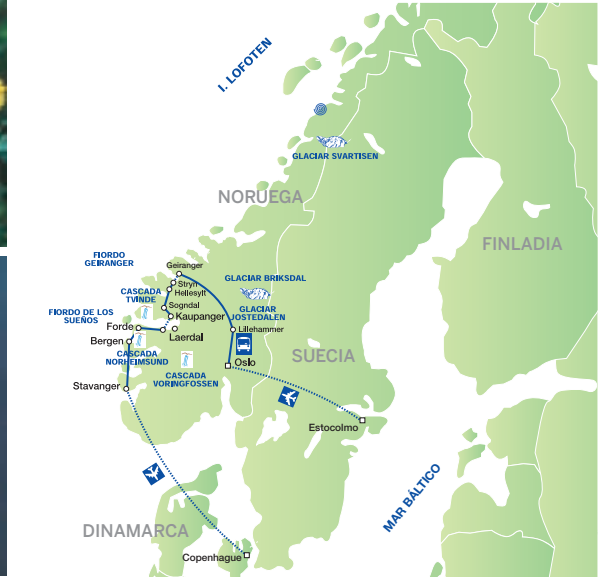 I. LOFOTEN
GLACIAR SVARTISEN
NORUEGA
FINLADIA
FIORDO
GEIRANGER
Geiranger
Stryn
Hellesylt
GLACIAR BRIKSDAL
CASCADA
TVINDE
Sogndal
Kaupanger
GLACIAR
JOSTEDALEN
FIORDO DE LOS
SUEÑOS
Forde
Laerdal
Lillehammer
Bergen
CASCADA
NORHEIMSUND
CASCADA
VORINGFOSSEN
Oslo
SUECIA
Stavanger
Estocolmo
MAR BÁLTICO
DINAMARCA
Copenhague